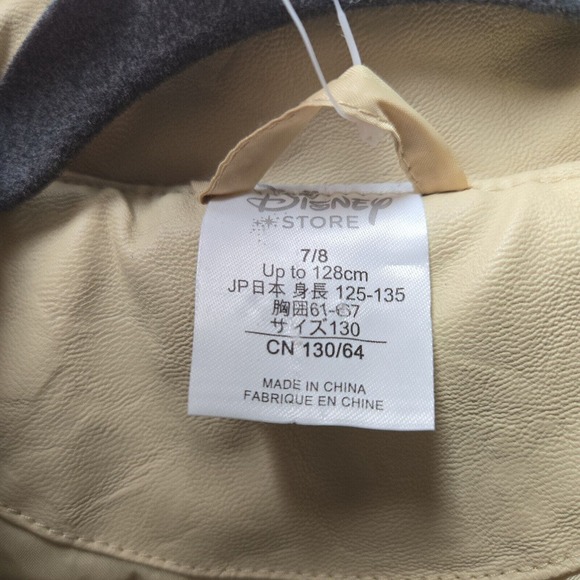 Disney
STORE
7/8
Up to 128cm
JP日本 身長 125-135
胸囲61-67
サイズ130
CN 130/64
MADE IN CHINA
FABRIQUE EN CHINE